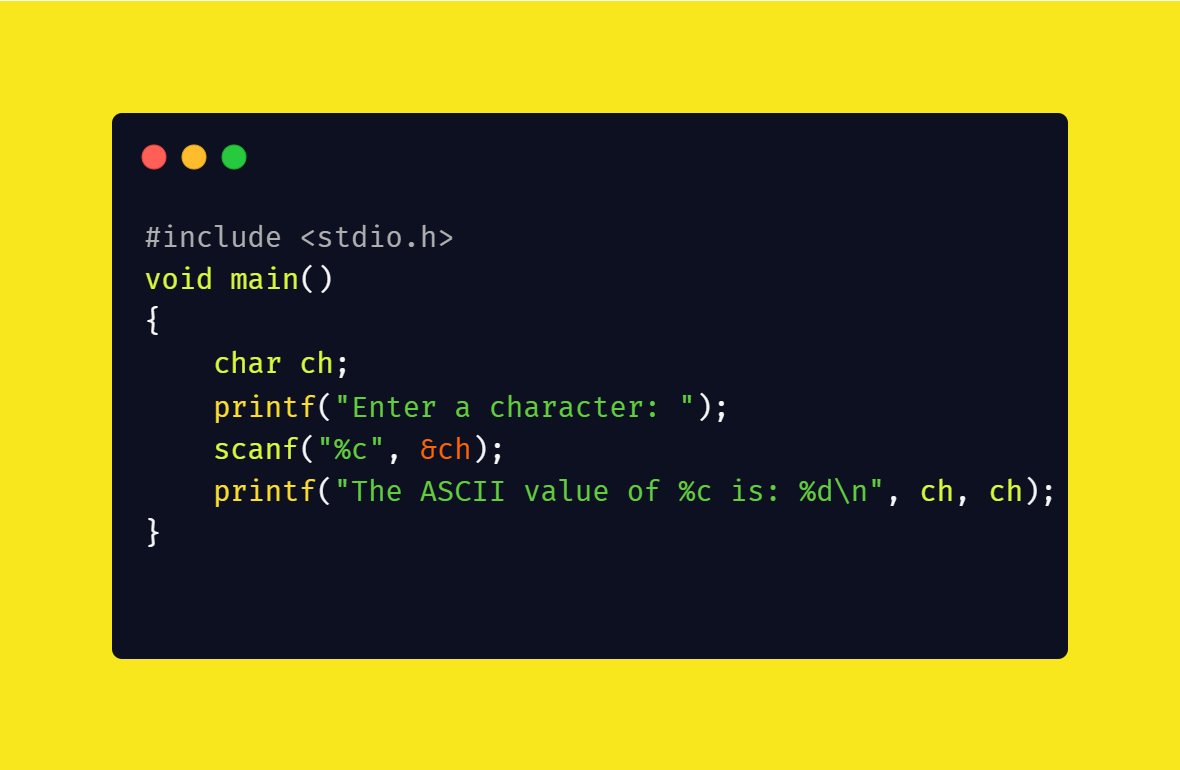 #include <stdio.h>
void main()
{
    char ch;
    printf("Enter a character: ");
    scanf("%c", &ch);
    printf("The ASCII value of %c is: %d\n", ch, ch);
}